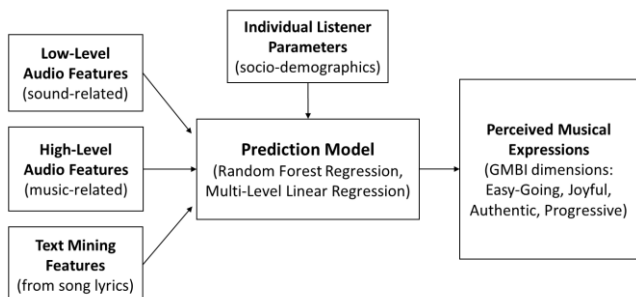 Low-Level
Audio Features
(sound-related)
Individual Listener
Parameters
(socio-demographics)
High-Level
Audio Features
(music-related)
Prediction Model
(Random Forest Regression,
Multi-Level Linear Regression)
Perceived Musical
Expressions
(GMBI dimensions:
Easy-Going, Joyful,
Authentic, Progressive)
Text Mining
Features
(from song lyrics)